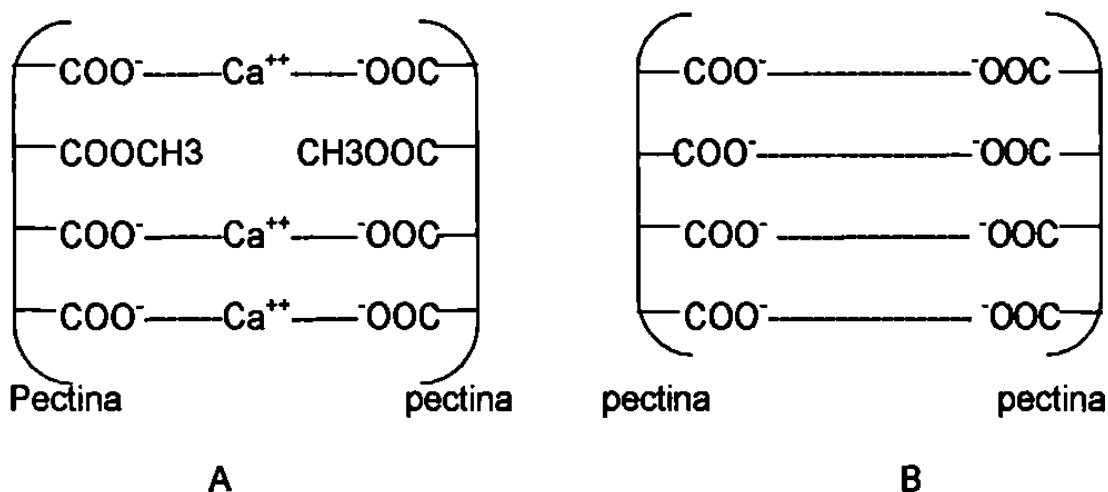 COO⁻ Ca⁺⁺ ⁻OOC COO⁻ ⁻OOC
COOCH3 CH3OOC COO⁻ ⁻OOC
COO⁻ Ca⁺⁺ ⁻OOC COO⁻ ⁻OOC
COO⁻ Ca⁺⁺ ⁻OOC COO⁻ ⁻OOC
Pectina pectina pectina pectina
A B